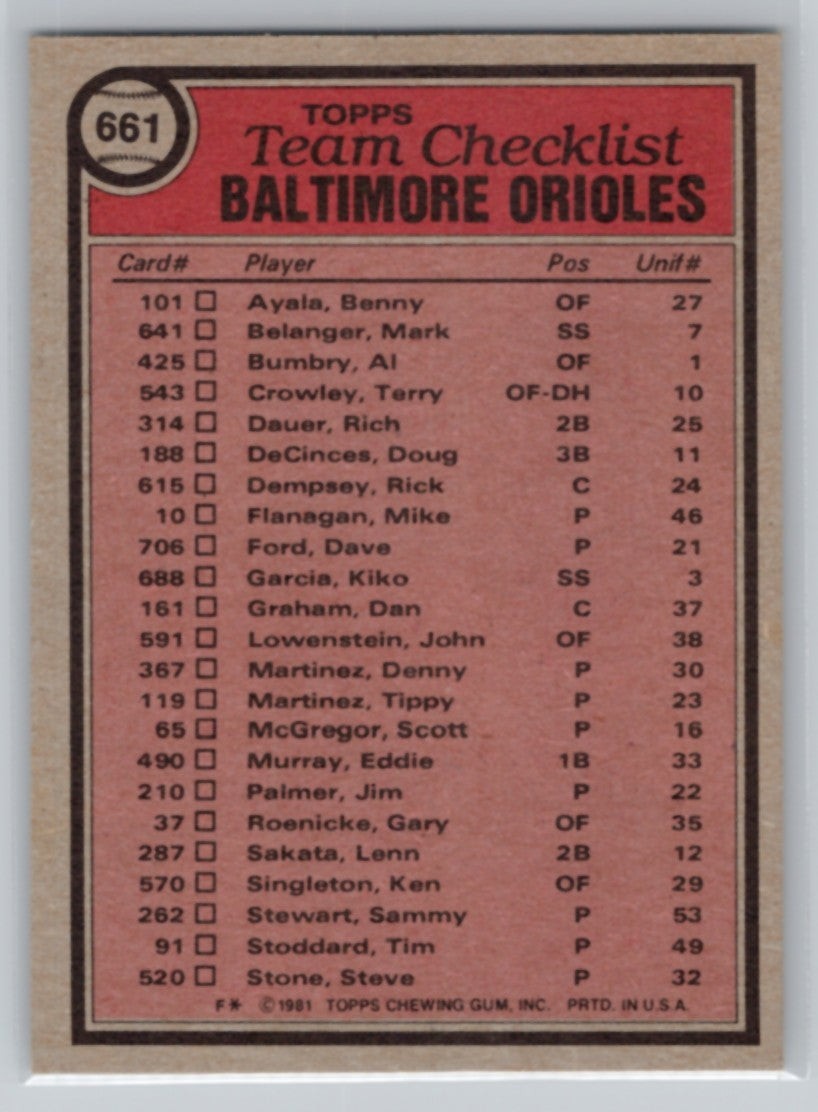 661
TOPPS
Team Checklist
BALTIMORE ORIOLES
Card# Player Pos Unif#
101 ☐ Ayala, Benny OF 27
641 ☐ Belanger, Mark SS 7
425 ☐ Bumbry, Al OF 1
543 ☐ Crowley, Terry OF-DH 10
314 ☐ Dauer, Rich 2B 25
188 ☐ DeCinces, Doug 3B 11
615 ☐ Dempsey, Rick C 24
10 ☐ Flanagan, Mike P 46
706 ☐ Ford, Dave P 21
688 ☐ Garcia, Kiko SS 3
161 ☐ Graham, Dan C 37
591 ☐ Lowenstein, John OF 38
367 ☐ Martinez, Denny P 30
119 ☐ Martinez, Tippy P 23
65 ☐ McGregor, Scott P 16
490 ☐ Murray, Eddie 1B 33
210 ☐ Palmer, Jim P 22
37 ☐ Roenicke, Gary OF 35
287 ☐ Sakata, Lenn 2B 12
570 ☐ Singleton, Ken OF 29
262 ☐ Stewart, Sammy P 53
91 ☐ Stoddard, Tim P 49
520 ☐ Stone, Steve P 32
F* ©1981 TOPPS CHEWING GUM, INC. PRTD. IN U.S.A.